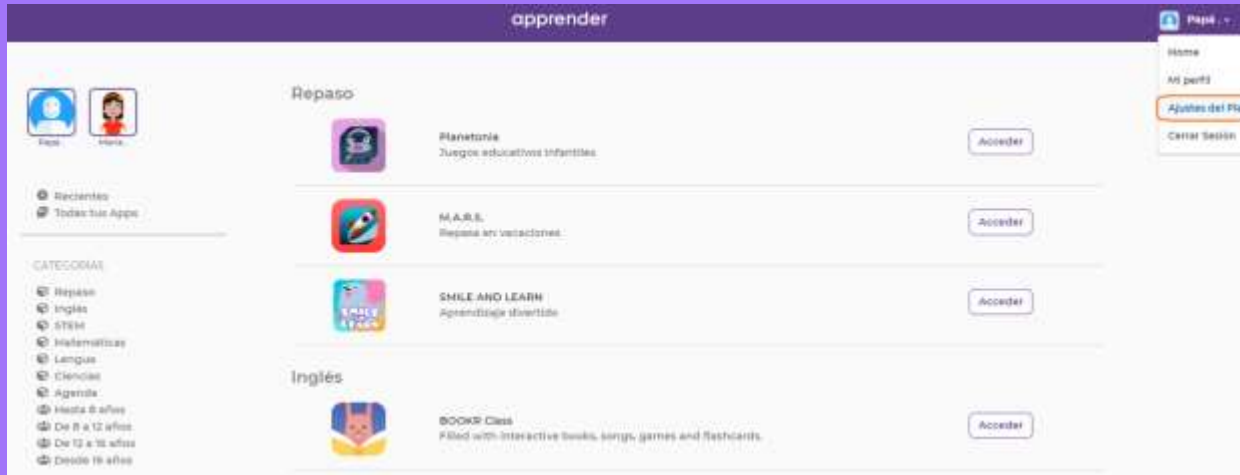 apprender
Papá
Home
Mi perfil
Ajustes del Pla
Cerrar Sesión
Papá
María
Recientes
Todas tus Apps
CATEGORÍAS
Repaso
Inglés
STEM
Matemáticas
Lengua
Ciencias
Agenda
Hasta 8 años
De 8 a 12 años
De 12 a 16 años
Desde 16 años
Repaso
Planetonia
Juegos educativos infantiles
Acceder
M.A.R.S.
Repasa en vacaciones
Acceder
SMILE AND LEARN
SMILE AND LEARN
Aprendizaje divertido
Acceder
Inglés
BOOKR Class
Filled with interactive books, songs, games and flashcards.
Acceder